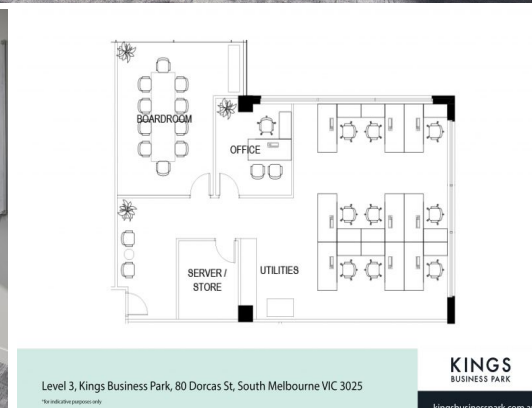 BOARDROOM
OFFICE
SERVER /
STORE
UTILITIES
Level 3, Kings Business Park, 80 Dorcas St, South Melbourne VIC 3025
*for indicative purposes only
KINGS
BUSINESS PARK
kingsbusinesspark.com.a